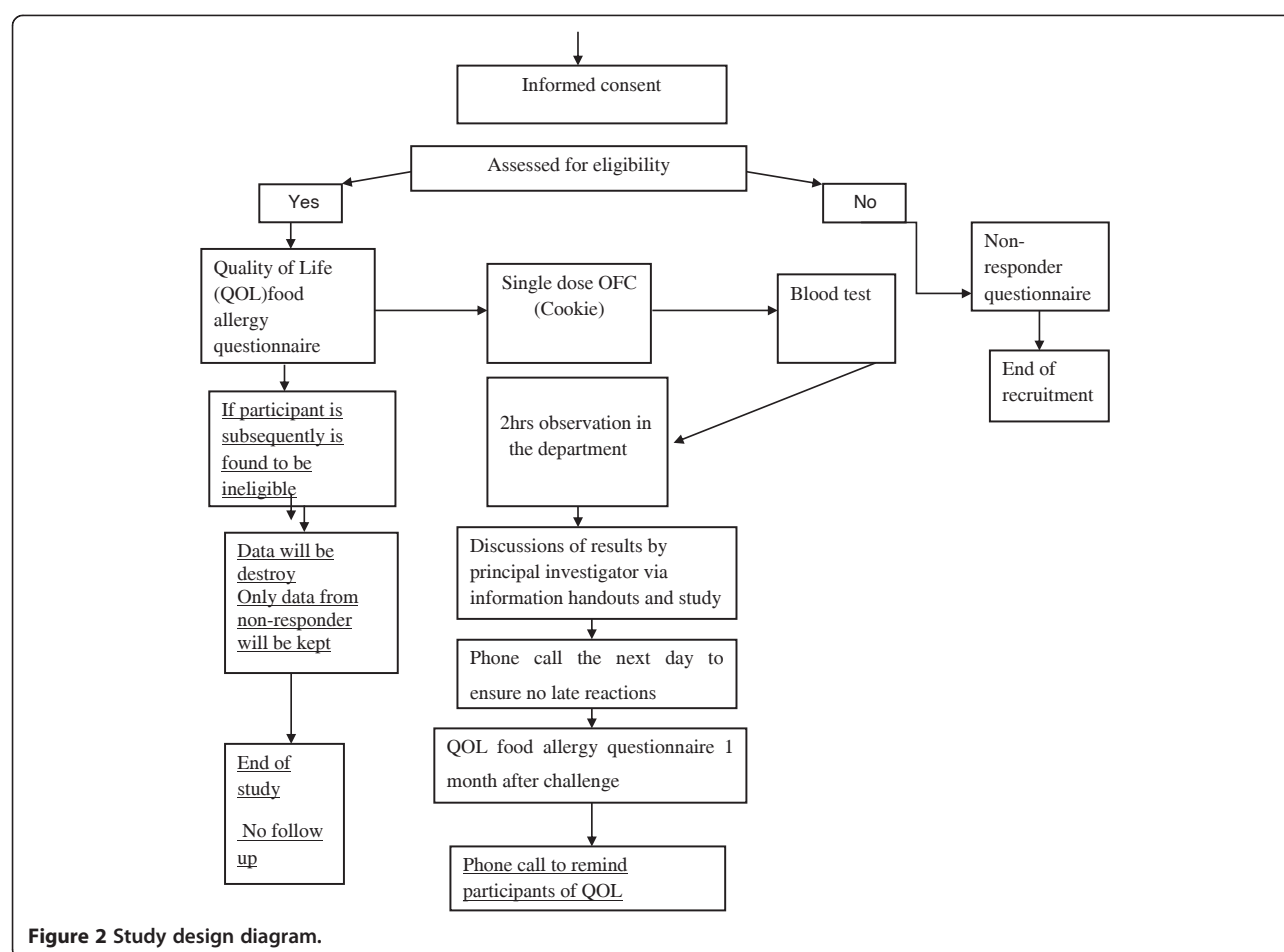 Informed consent
Assessed for eligibility
Yes
No
Quality of Life
(QOL)food
allergy
questionnaire
Single dose OFC
(Cookie)
Blood test
Non-
responder
questionnaire
End of
recruitment
If participant is
subsequently is
found to be
ineligible
2hrs observation in
the department
Data will be
destroy
Only data from
non-responder
will be kept
Discussions of results by
principal investigator via
information handouts and study
Phone call the next day to
ensure no late reactions
QOL food allergy questionnaire 1
month after challenge
End of
study
No follow
up
Phone call to remind
participants of QOL
Figure 2 Study design diagram.